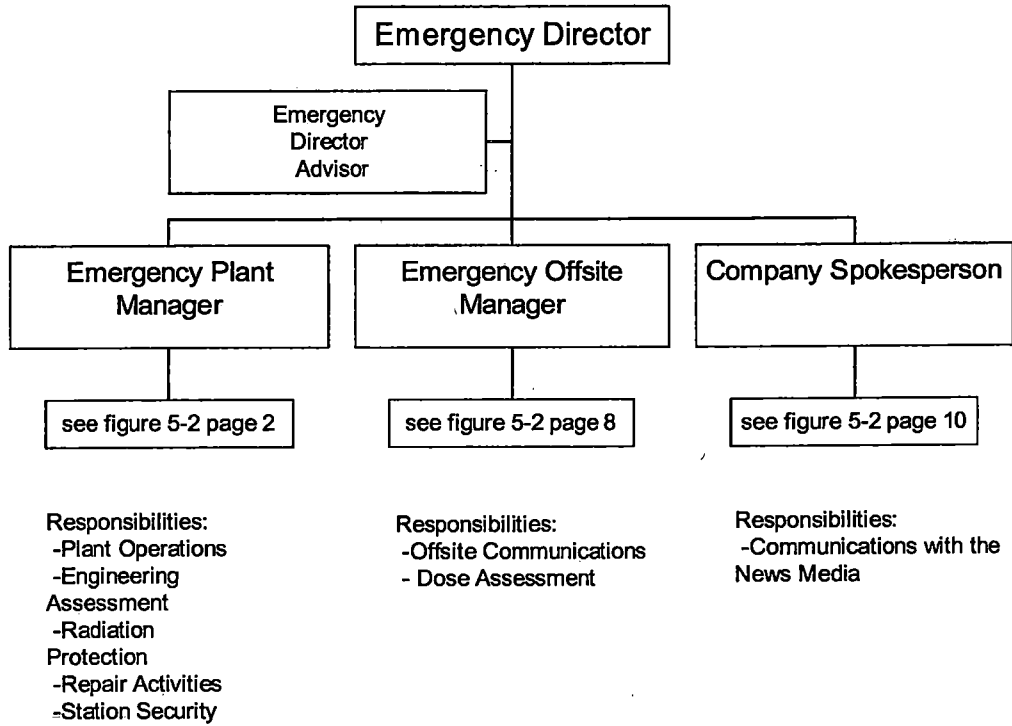 Emergency Director
Emergency
Director
Advisor
Emergency Plant
Manager
Emergency Offsite
Manager
Company Spokesperson
see figure 5-2 page 2
see figure 5-2 page 8
see figure 5-2 page 10
Responsibilities:
-Plant Operations
-Engineering
Assessment
-Radiation
Protection
-Repair Activities
-Station Security
Responsibilities:
-Offsite Communications
- Dose Assessment
Responsibilities:
-Communications with the
News Media